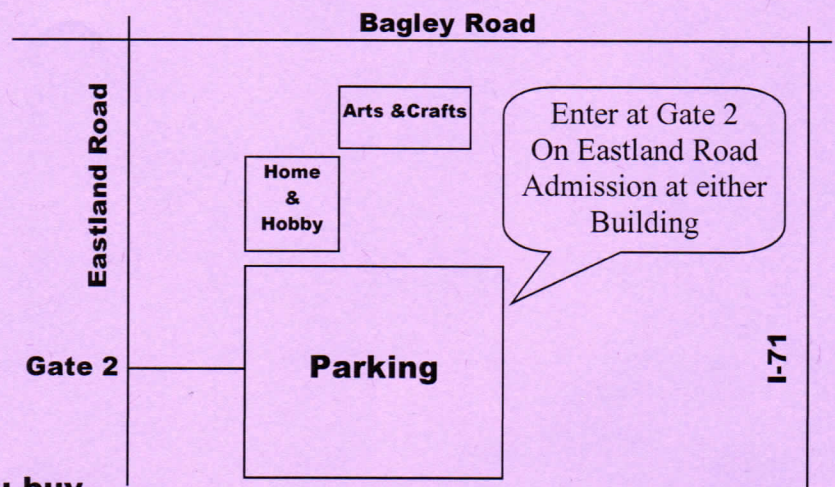 Bagley Road
Eastland Road
Arts &Crafts
Home
&
Hobby
Enter at Gate 2
On Eastland Road
Admission at either
Building
Gate 2
Parking
I-71
buy